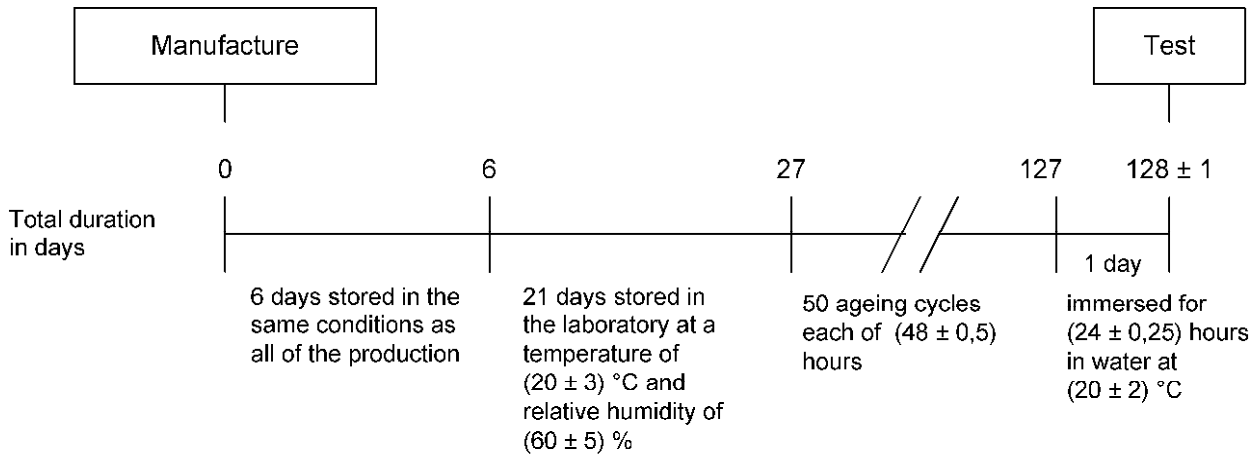 Manufacture
Test
0
6
27
127
128 ± 1
Total duration
in days
1 day
6 days stored in the
same conditions as
all of the production
21 days stored in
the laboratory at a
temperature of
(20 ± 3) °C and
relative humidity of
(60 ± 5) %
50 ageing cycles
each of (48 ± 0,5)
hours
immersed for
(24 ± 0,25) hours
in water at
(20 ± 2) °C